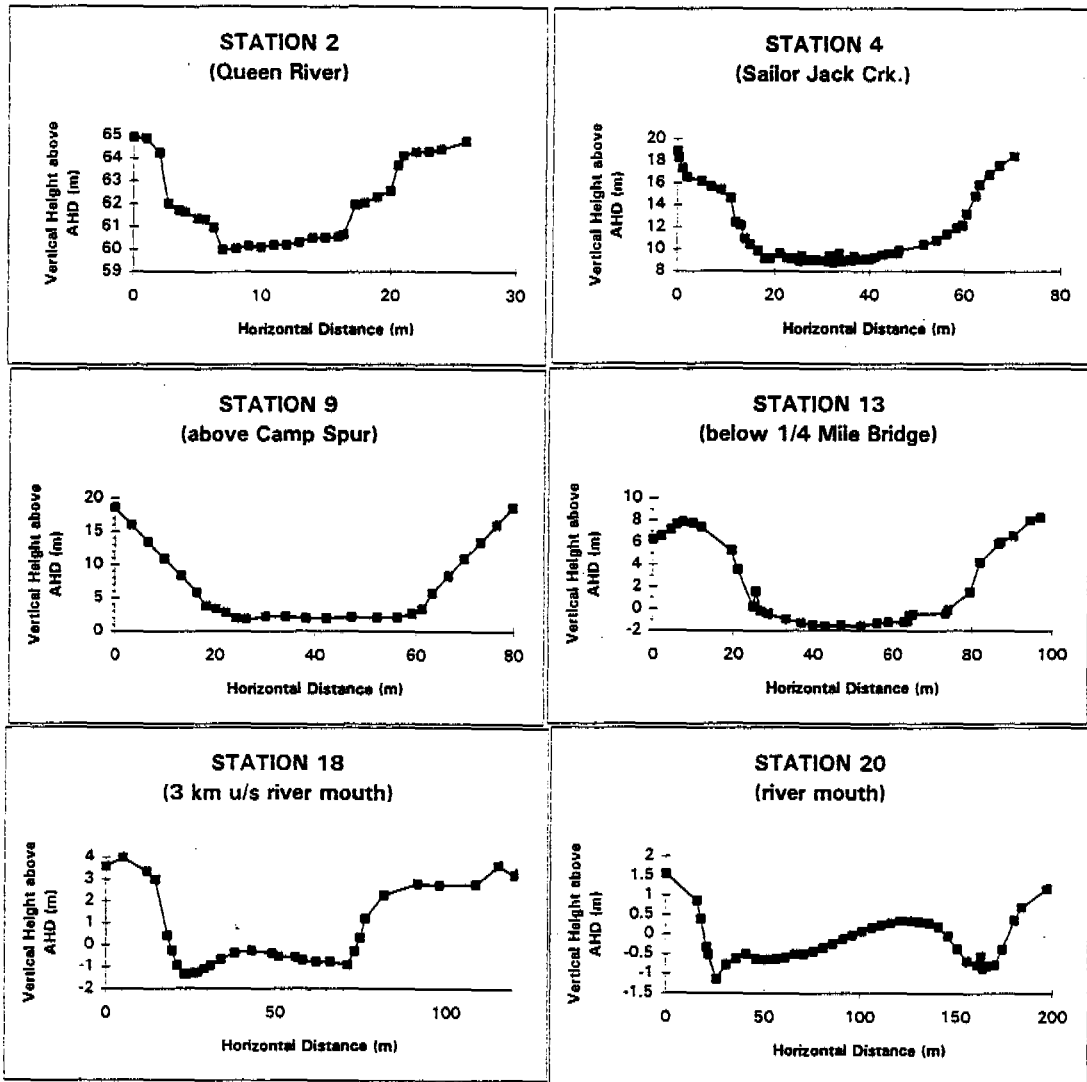 STATION 2
(Queen River)
Vertical Height above
AHD (m)
65
64
62
61
60
59
0
10
20
30
Horizontal Distance (m)
STATION 4
(Sailor Jack Crk.)
Vertical Height above
AHD (m)
20
18
16
14
12
10
8
0
20
40
60
80
Horizontal Distance (m)
STATION 9
(above Camp Spur)
Vertical Height above
AHD (m)
20
15
10
5
0
0
20
40
60
80
Horizontal Distance (m)
STATION 13
(below 1/4 Mile Bridge)
Vertical Height above
AHD (m)
10
8
6
4
2
0
-2
0
20
40
60
80
100
Horizontal Distance (m)
STATION 18
(3 km u/s river mouth)
Vertical Height above
AHD (m)
4
3
2
1
0
-1
-2
0
50
100
Horizontal Distance (m)
STATION 20
(river mouth)
Vertical Height above
AHD (m)
2
1.5
1
0.5
0
-0.5
-1
-1.5
0
50
100
150
200
Horizontal Distance (m)